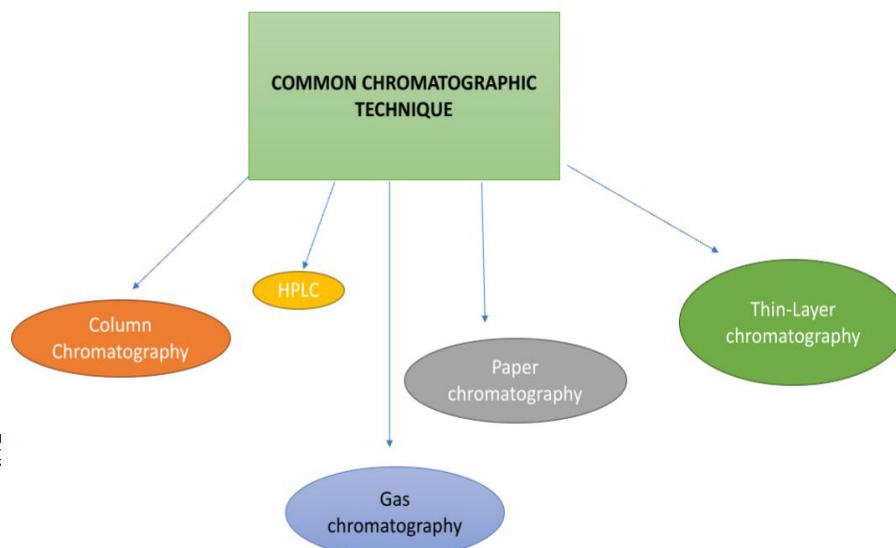 COMMON CHROMATOGRAPHIC
TECHNIQUE
HPLC
Column
Chromatography
Thin-Layer
chromatography
Paper
chromatography
Gas
chromatography